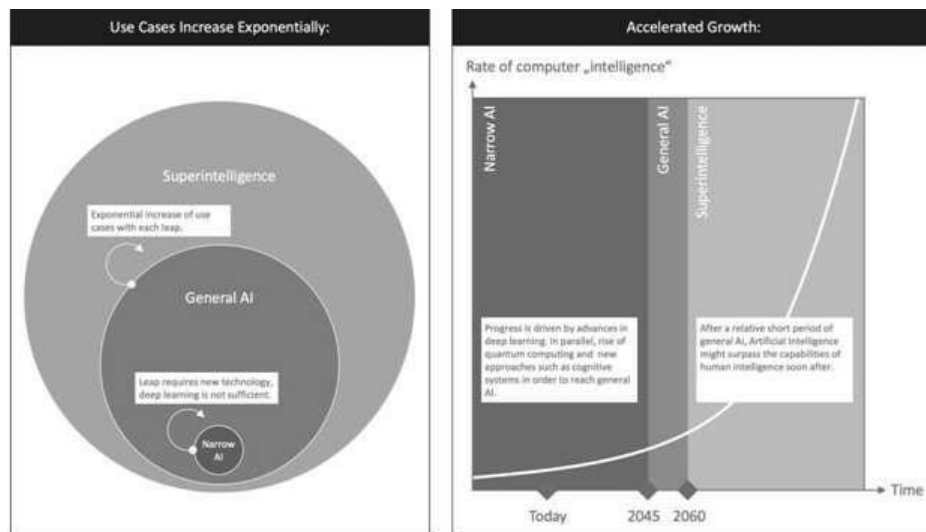 Use Cases Increase Exponentially:
Superintelligence
Exponential increase of use
cases with each leap.
General AI
Leap requires new technology,
deep learning is not sufficient.
Narrow
AI
Accelerated Growth:
Rate of computer „intelligence“
Narrow AI
General AI
Superintelligence
Progress is driven by advances in
deep learning. In parallel, rise of
quantum computing and new
approaches such as cognitive
systems in order to reach general
AI.
After a relative short period of
general AI, Artificial Intelligence
might surpass the capabilities of
human intelligence soon after.
Time
Today
2045
2060